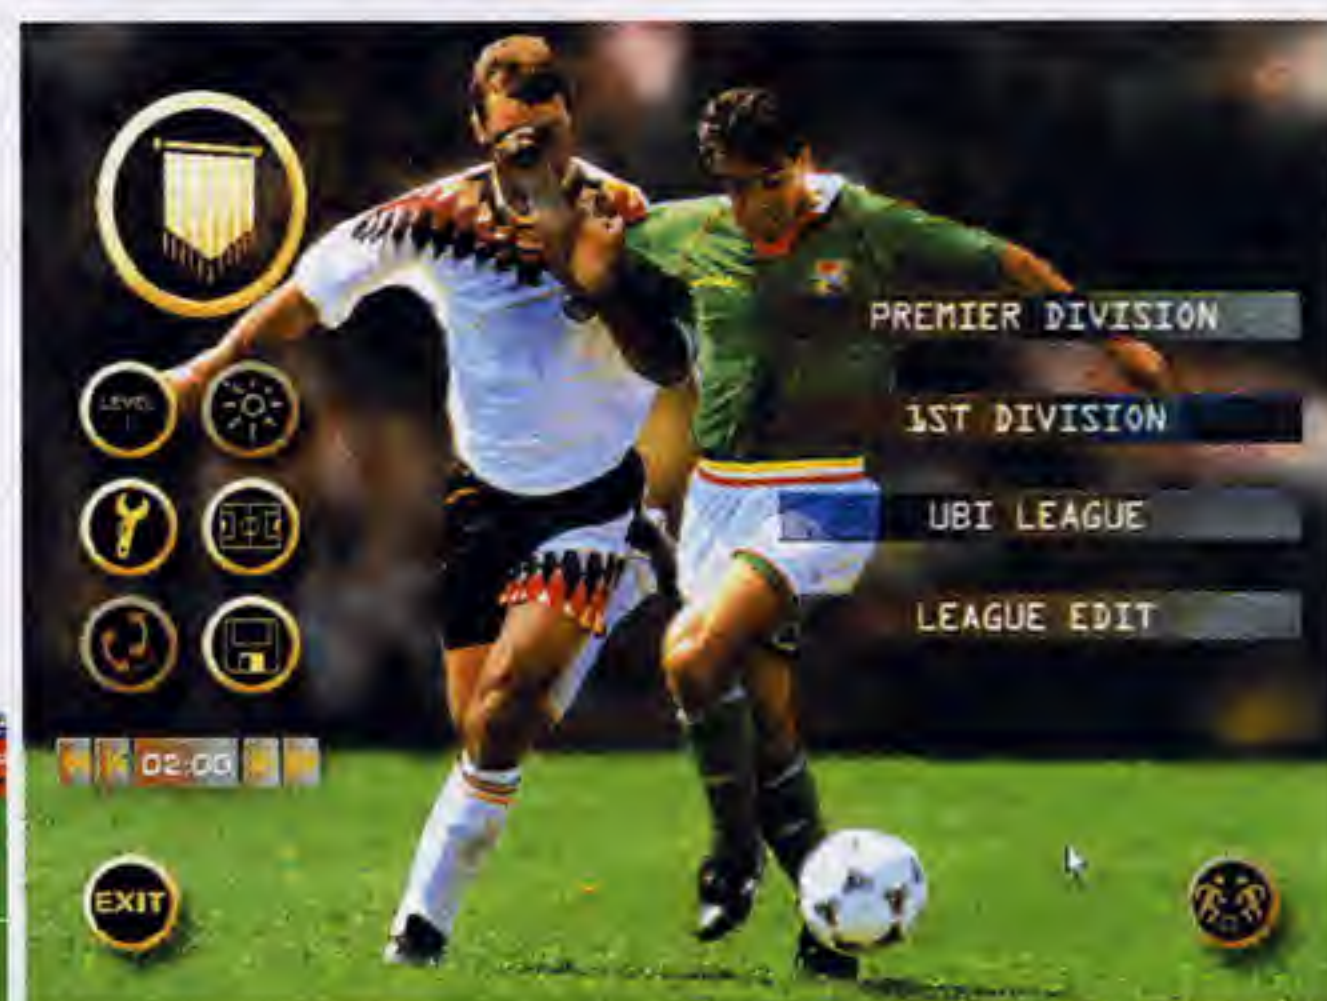 PREMIER DIVISION
1ST DIVISION
UBI LEAGUE
LEAGUE EDIT
LEVEL
02:00
EXIT